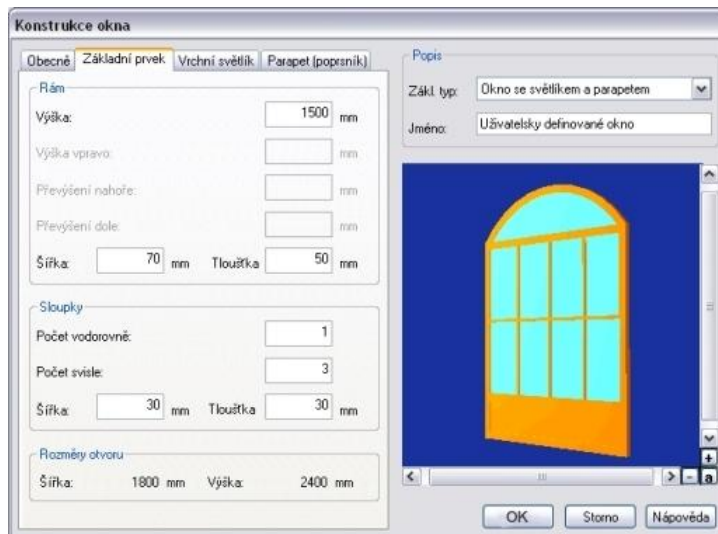 Konstrukce okna
Obecně Základní prvek Vrchní světlík Parapet (poprsník)
Rám
Výška: 1500 mm
Výška vpravo: mm
Převýšení nahoře: mm
Převýšení dole: mm
Šířka: 70 mm Tloušťka 50 mm
Sloupky
Počet vodorovně: 1
Počet svisle: 3
Šířka: 30 mm Tloušťka 30 mm
Rozměry otvoru
Šířka: 1800 mm Výška: 2400 mm
Popis
Zákl. typ: Okno se světlíkem a parapetem
Jméno: Uživatelsky definované okno
+
- a
OK Storno Nápověda